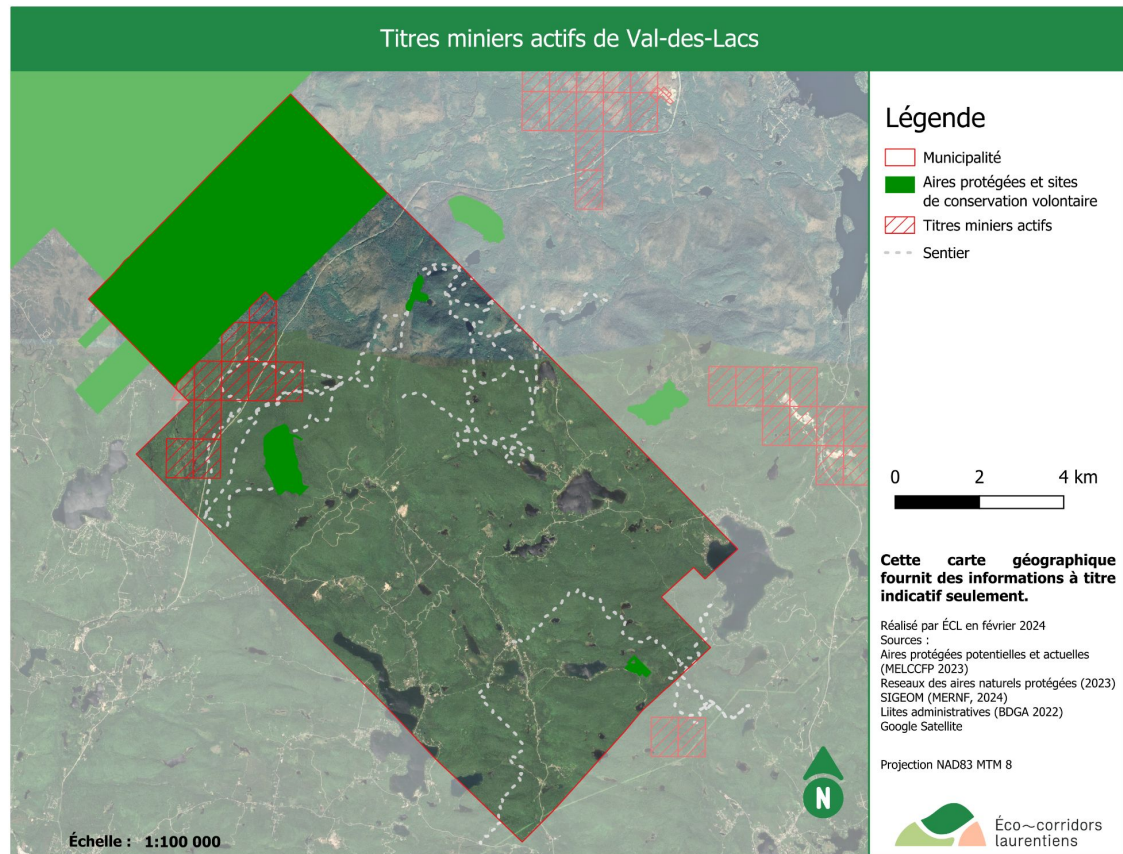 Titres miniers actifs de Val-des-Lacs
Légende
Municipalité
Aires protégées et sites
de conservation volontaire
Titres miniers actifs
Sentier
0 2 4 km
Cette carte géographique
fournit des informations à titre
indicatif seulement.
Réalisé par ÉCL en février 2024
Sources :
Aires protégées potentielles et actuelles
(MELCCFP 2023)
Reseaux des aires naturels protégées (2023)
SIGEOM (MERNF, 2024)
Liites administratives (BDGA 2022)
Google Satellite
Projection NAD83 MTM 8
N
Échelle : 1:100 000
Éco~corridors
laurentiens